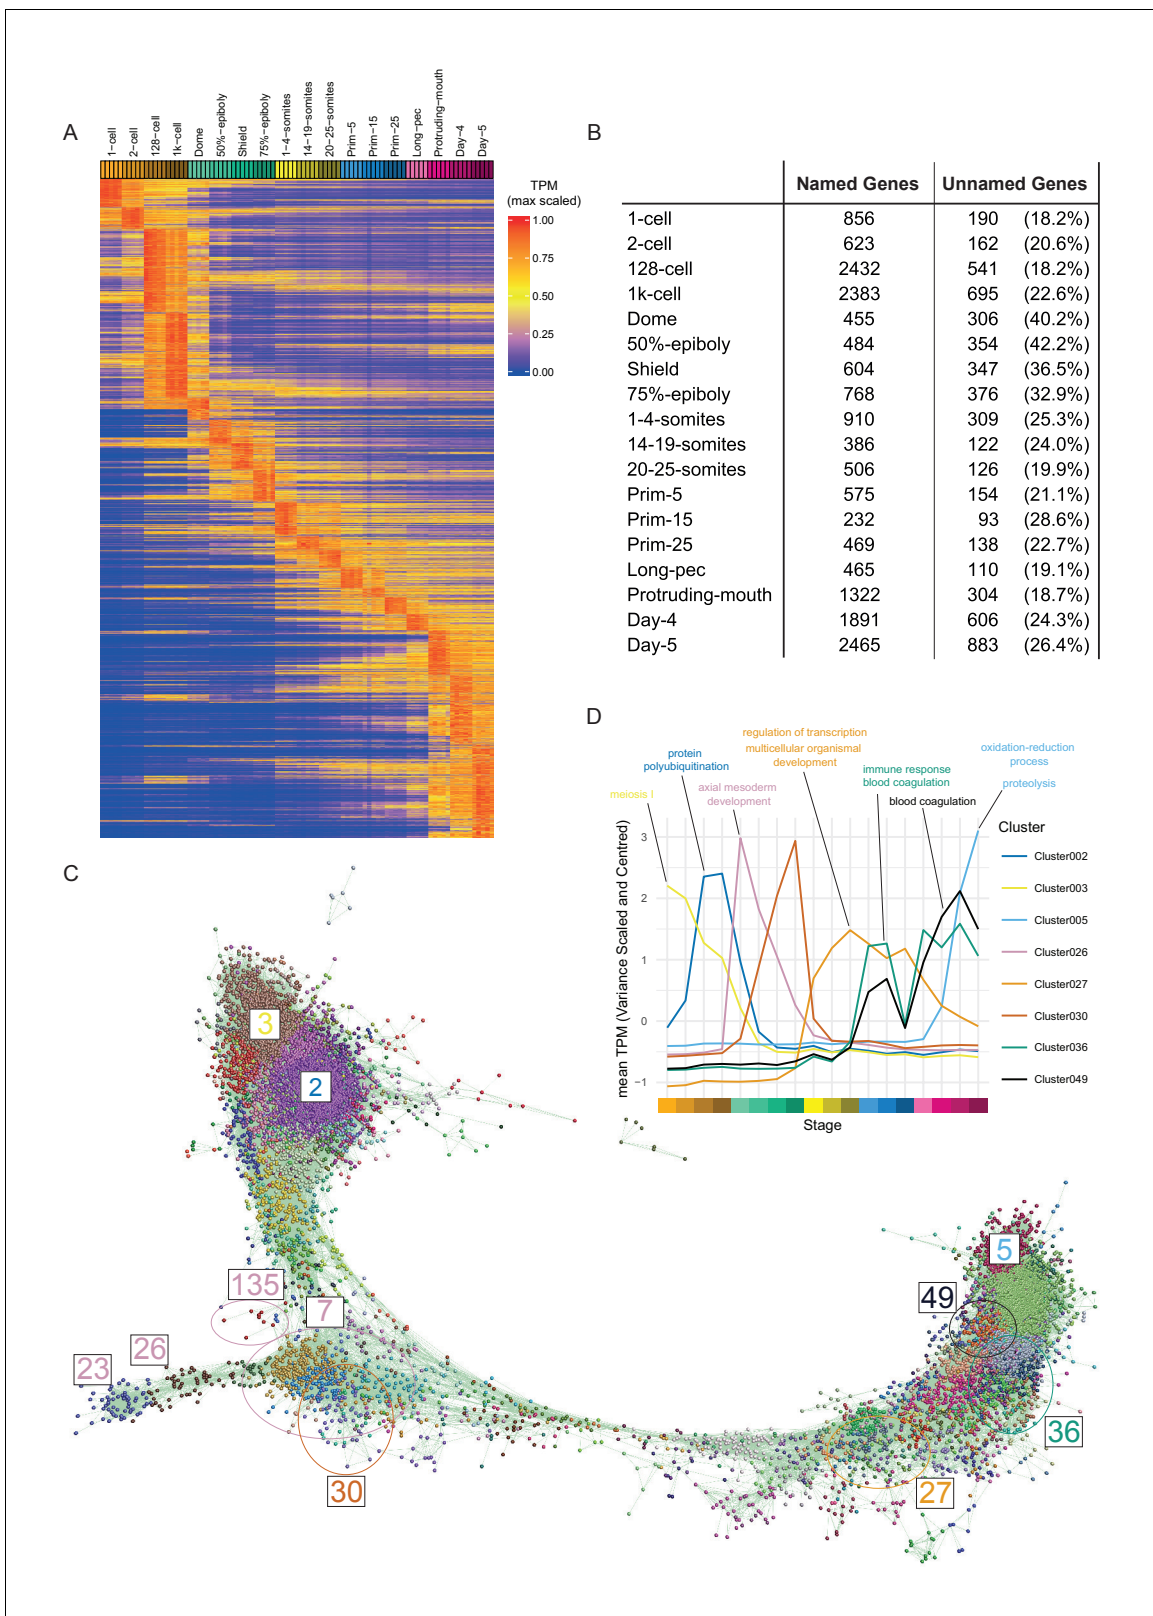 A
1-cell
2-cell
128-cell
1k-cell
Dome
50%-epiboly
Shield
75%-epiboly
1-4-somites
14-19-somites
20-25-somites
Prim-5
Prim-15
Prim-25
Long-pec
Protruding-mouth
Day-4
Day-5
TPM
(max scaled)
1.00
0.75
0.50
0.25
0.00
B
Named Genes Unnamed Genes
1-cell 856 190 (18.2%)
2-cell 623 162 (20.6%)
128-cell 2432 541 (18.2%)
1k-cell 2383 695 (22.6%)
Dome 455 306 (40.2%)
50%-epiboly 484 354 (42.2%)
Shield 604 347 (36.5%)
75%-epiboly 768 376 (32.9%)
1-4-somites 910 309 (25.3%)
14-19-somites 386 122 (24.0%)
20-25-somites 506 126 (19.9%)
Prim-5 575 154 (21.1%)
Prim-15 232 93 (28.6%)
Prim-25 469 138 (22.7%)
Long-pec 465 110 (19.1%)
Protruding-mouth 1322 304 (18.7%)
Day-4 1891 606 (24.3%)
Day-5 2465 883 (26.4%)
C
3
2
135
7
26
23
30
5
49
36
27
D
meiosis I
protein
polyubiquitination
axial mesoderm
development
regulation of transcription
multicellular organismal
development
immune response
blood coagulation
blood coagulation
oxidation-reduction
process
proteolysis
mean TPM (Variance Scaled and Centred)
3
2
1
0
−1
Stage
Cluster
Cluster002
Cluster003
Cluster005
Cluster026
Cluster027
Cluster030
Cluster036
Cluster049